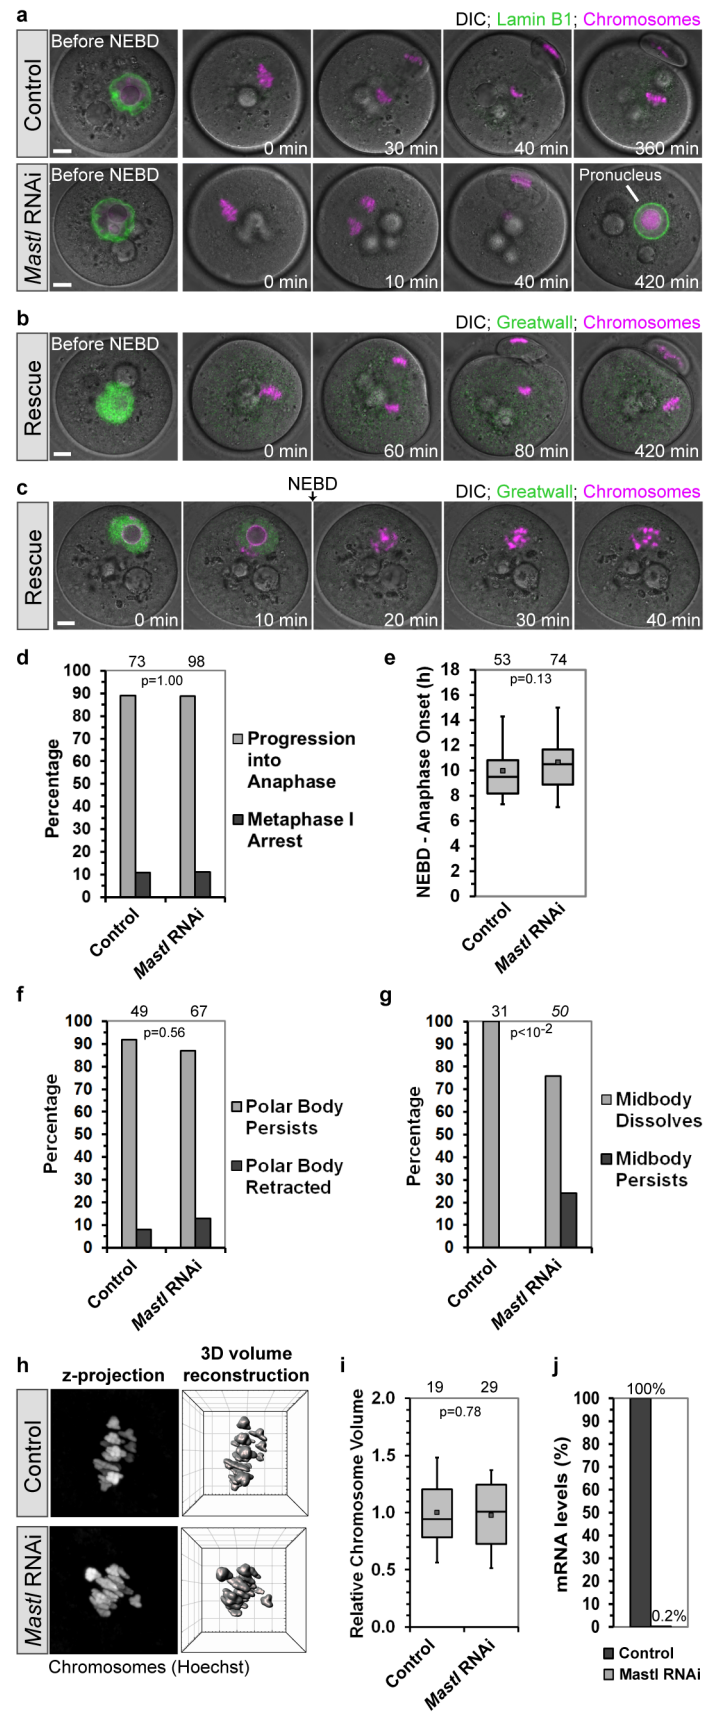 a
DIC; Lamin B1; Chromosomes
Control
Before NEBD
0 min
30 min
40 min
360 min
Mastl RNAi
Before NEBD
Pronucleus
0 min
10 min
40 min
420 min
b
DIC; Greatwall; Chromosomes
Rescue
Before NEBD
0 min
60 min
80 min
420 min
c
NEBD
DIC; Greatwall; Chromosomes
Rescue
0 min
10 min
20 min
30 min
40 min
d
73 98
p=1.00
Percentage
100
90
80
70
60
50
40
30
20
10
0
Control
Mastl RNAi
Progression
into
Anaphase
Metaphase I
Arrest
e
53 74
p=0.13
NEBD - Anaphase Onset (h)
18
16
14
12
10
8
6
4
2
0
Control
Mastl RNAi
f
49 67
p=0.56
Percentage
100
90
80
70
60
50
40
30
20
10
0
Control
Mastl RNAi
Polar Body
Persists
Polar Body
Retracted
g
31 50
p<10-2
Percentage
100
90
80
70
60
50
40
30
20
10
0
Control
Mastl RNAi
Midbody
Dissolves
Midbody
Persists
h
z-projection
3D volume
reconstruction
Control
Mastl RNAi
Chromosomes (Hoechst)
i
19 29
p=0.78
Relative Chromosome Volume
2.0
1.5
1.0
0.5
0.0
Control
Mastl RNAi
j
100%
mRNA levels (%)
100
90
80
70
60
50
40
30
20
10
0
0.2%
Control
Mastl RNAi